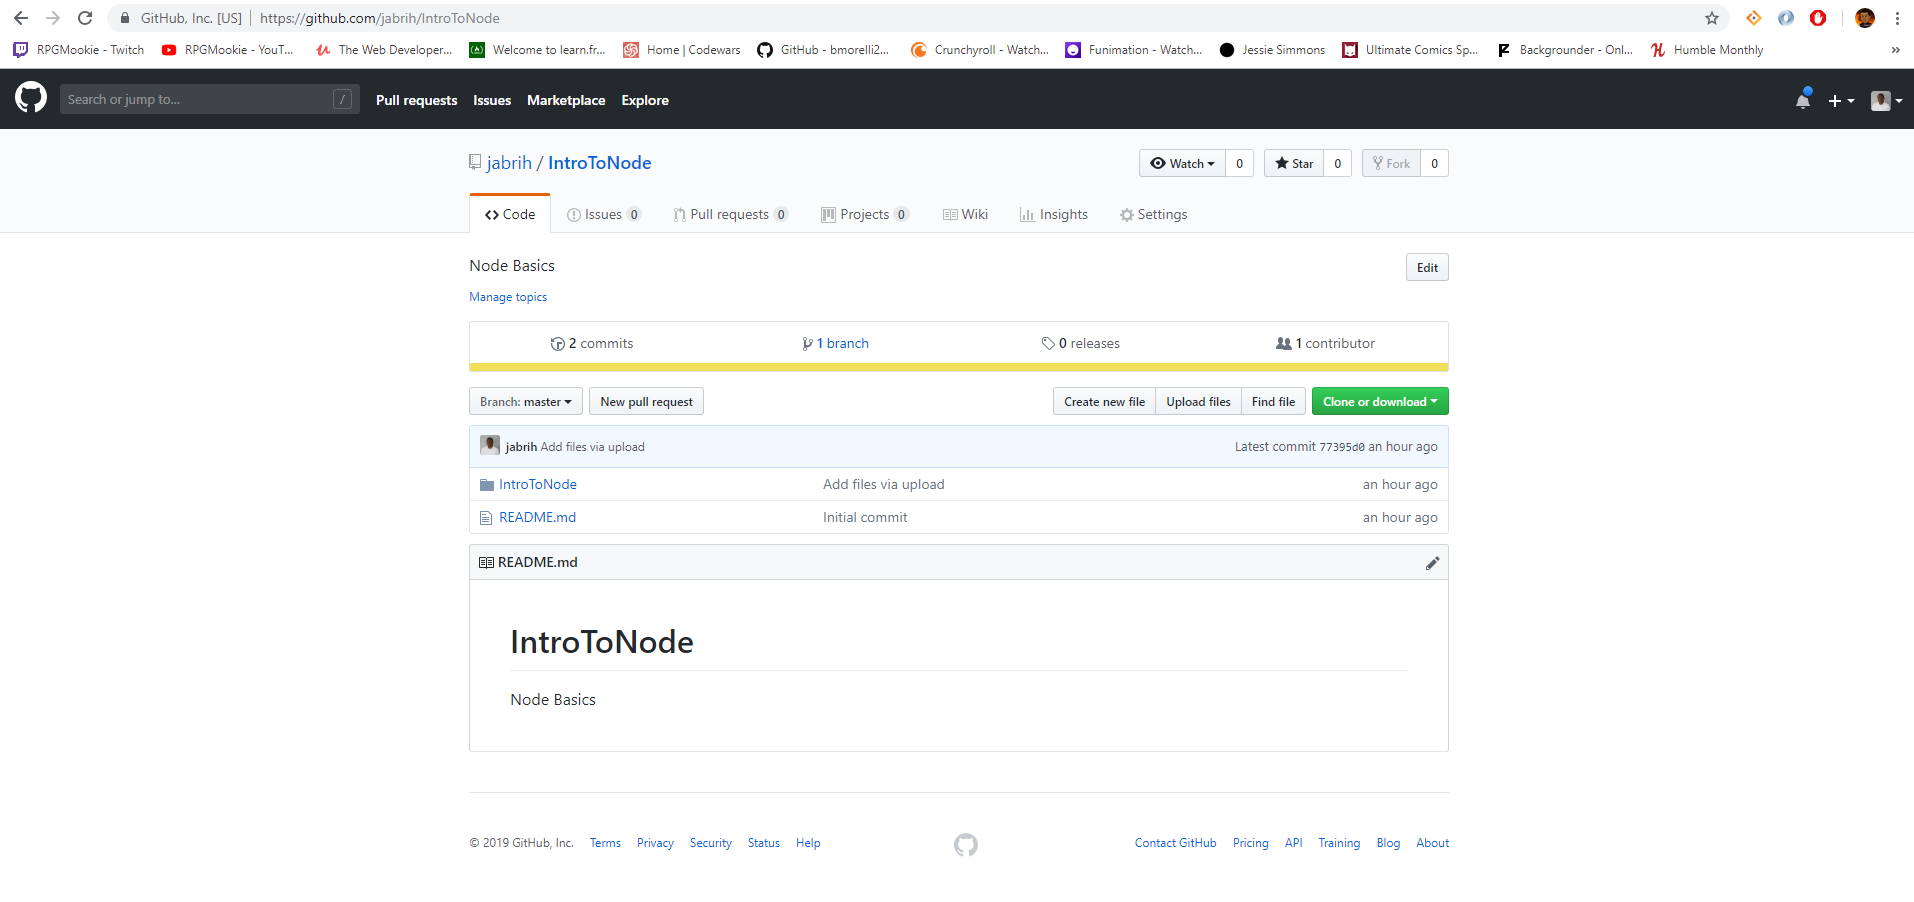 GitHub, Inc. [US] | https://github.com/jabrih/IntroToNode
RPGMookie - Twitch RPGMookie - YouT... The Web Developer... Welcome to learn.fr... Home | Codewars GitHub - bmorelli2... Crunchyroll - Watch... Funimation - Watch... Jessie Simmons Ultimate Comics Sp... Backgrounder - Onl... Humble Monthly »
Search or jump to... / Pull requests Issues Marketplace Explore
jabrih / IntroToNode Watch 0 Star 0 Fork 0
Code Issues 0 Pull requests 0 Projects 0 Wiki Insights Settings
Node Basics Edit
Manage topics
2 commits 1 branch 0 releases 1 contributor
Branch: master New pull request Create new file Upload files Find file Clone or download
jabrih Add files via upload Latest commit 77395d0 an hour ago
IntroToNode Add files via upload an hour ago
README.md Initial commit an hour ago
README.md
IntroToNode
Node Basics
© 2019 GitHub, Inc. Terms Privacy Security Status Help Contact GitHub Pricing API Training Blog About